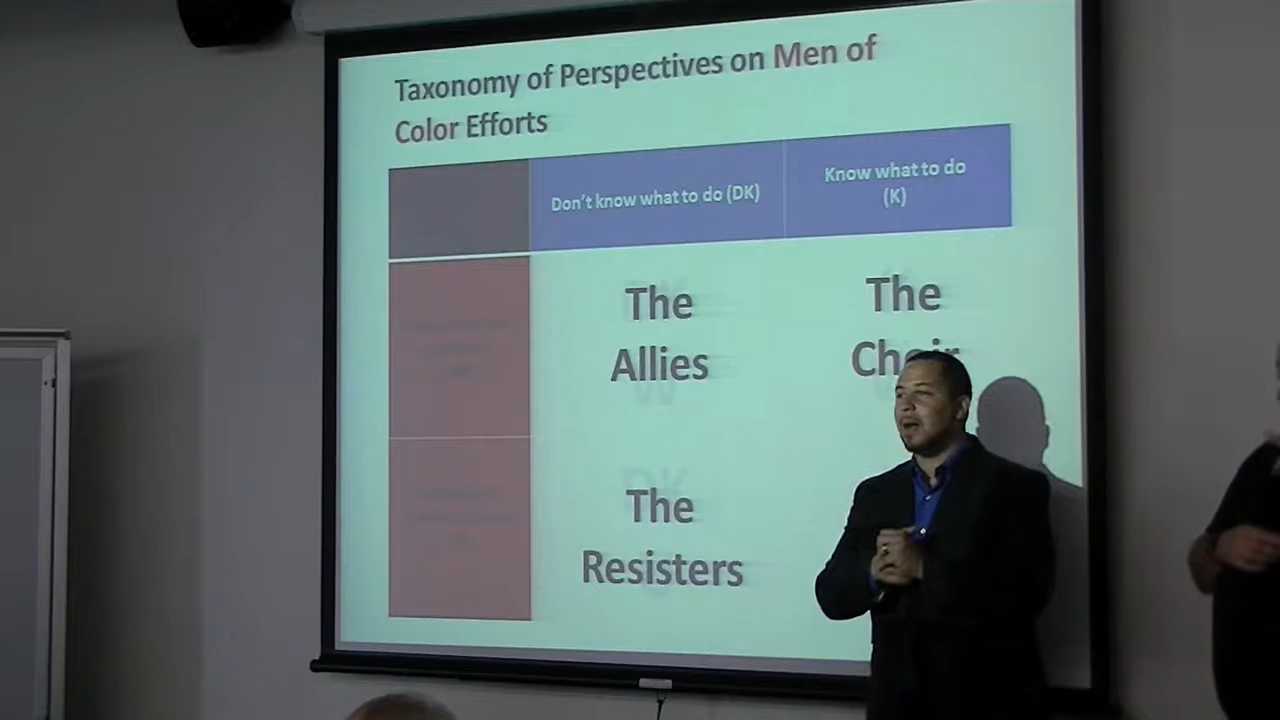 Taxonomy of Perspectives on Men of
Color Efforts
Don't know what to do (DK)
Know what to do
(K)
The
Allies
The
Choir
The
Resisters